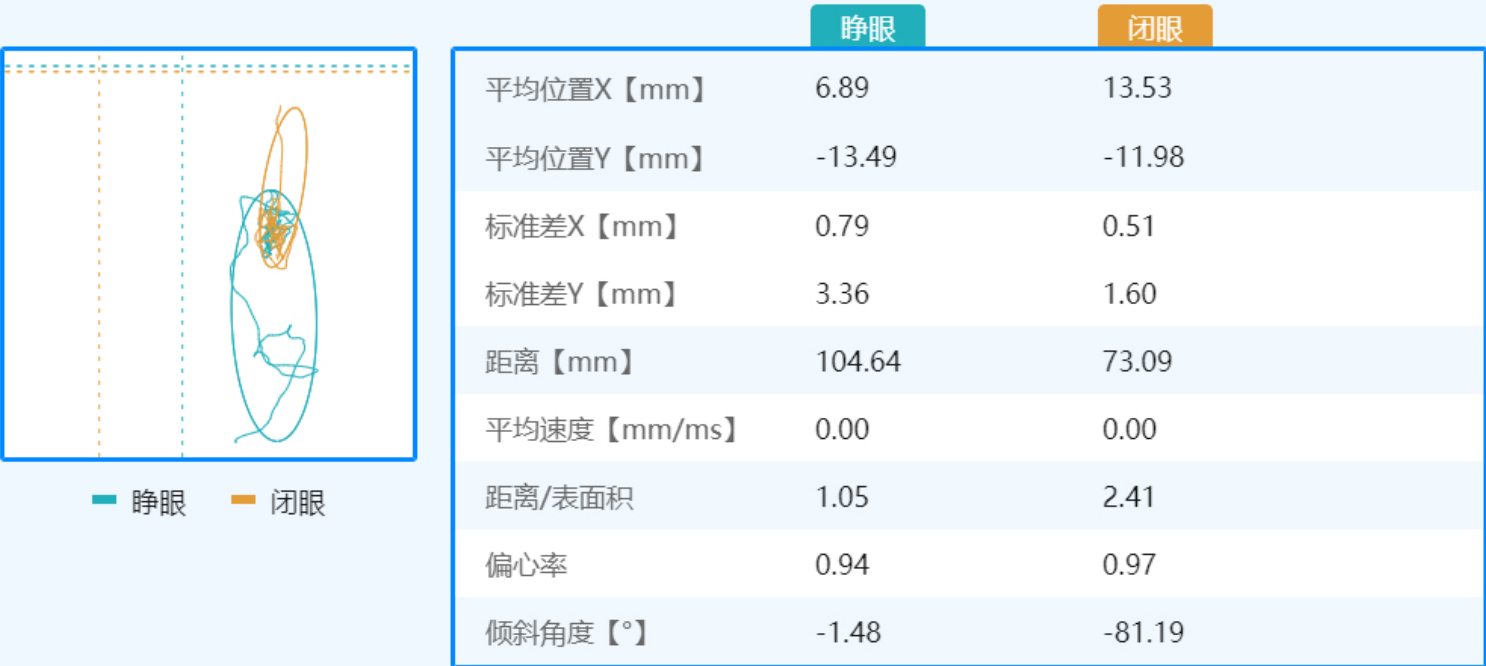 睁眼 闭眼
平均位置X【mm】 6.89 13.53
平均位置Y【mm】 -13.49 -11.98
标准差X【mm】 0.79 0.51
标准差Y【mm】 3.36 1.60
距离【mm】 104.64 73.09
平均速度【mm/ms】 0.00 0.00
距离/表面积 1.05 2.41
偏心率 0.94 0.97
倾斜角度【°】 -1.48 -81.19
睁眼 闭眼